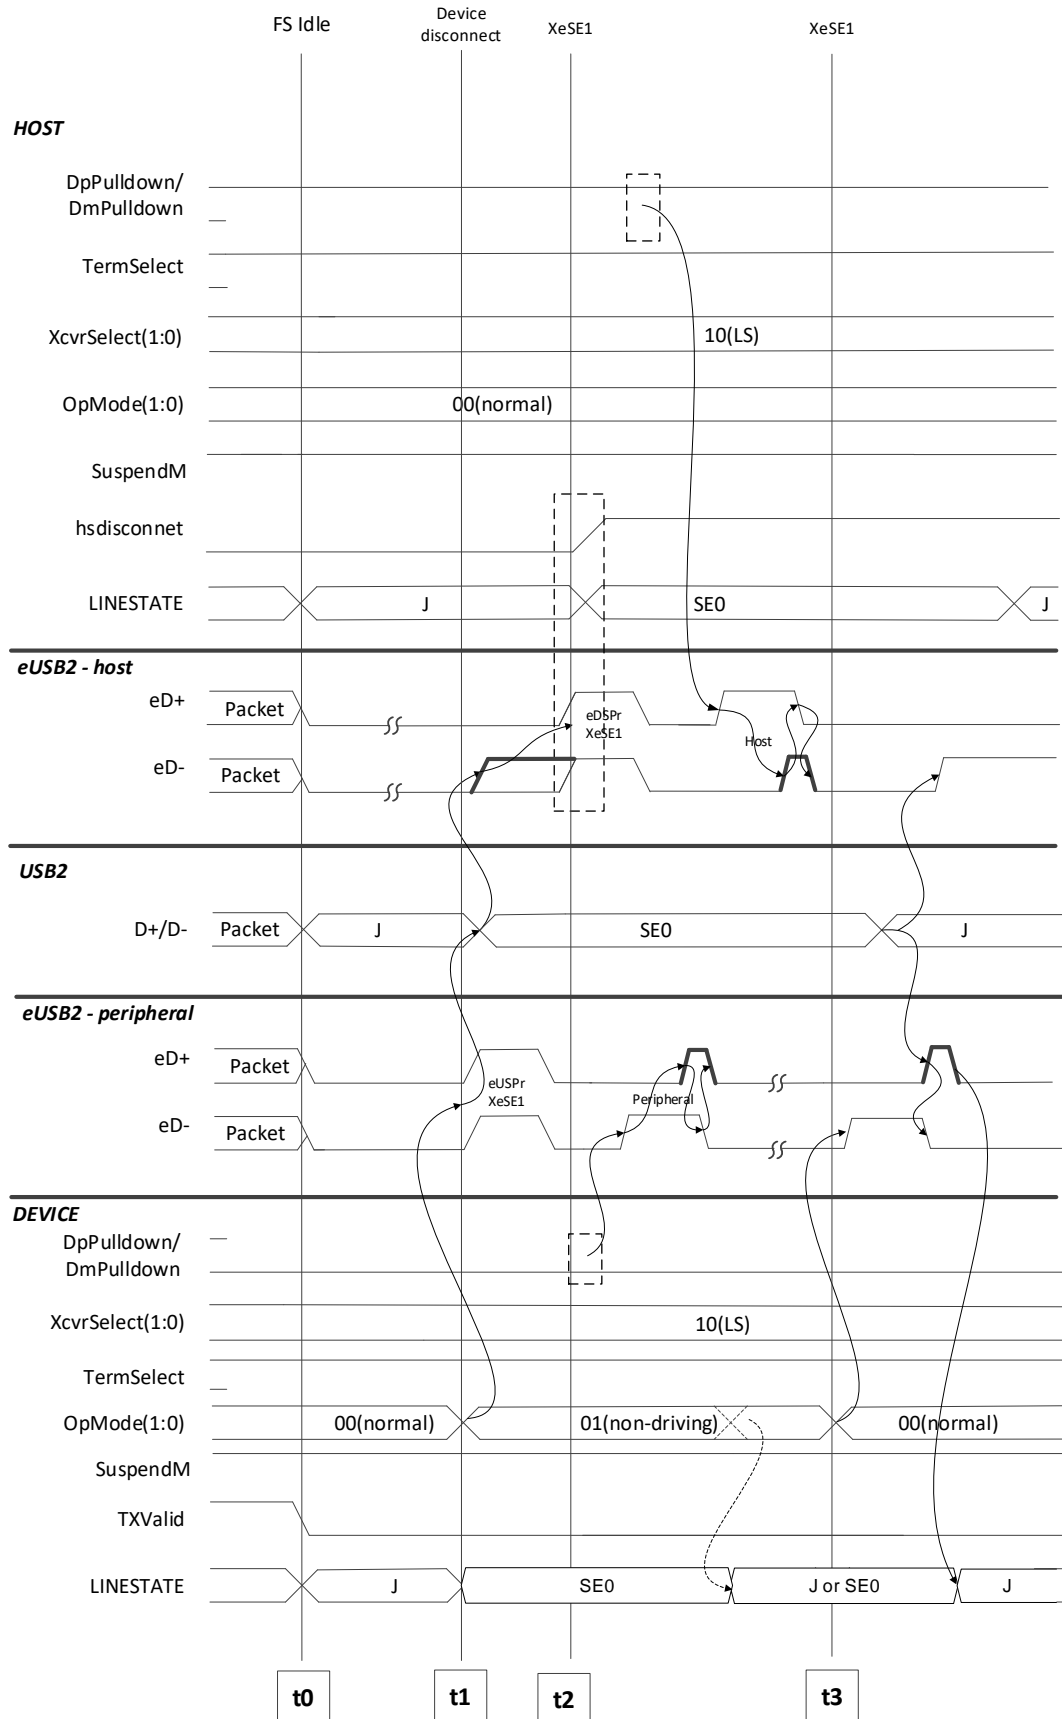 FS Idle
Device
disconnect
XeSE1
XeSE1
HOST
DpPulldown/
DmPulldown
TermSelect
XcvrSelect(1:0)
10(LS)
OpMode(1:0)
00(normal)
SuspendM
hsdisconnet
LINESTATE
J
SE0
J
eUSB2 - host
eD+
Packet
eDSPr
XeSE1
Host
eD-
Packet
USB2
D+/D-
Packet
J
SE0
J
eUSB2 - peripheral
eD+
Packet
eUSPr
XeSE1
Peripheral
eD-
Packet
DEVICE
DpPulldown/
DmPulldown
XcvrSelect(1:0)
10(LS)
TermSelect
OpMode(1:0)
00(normal)
01(non-driving)
00(normal)
SuspendM
TXValid
LINESTATE
J
SE0
J or SE0
J
t0
t1
t2
t3